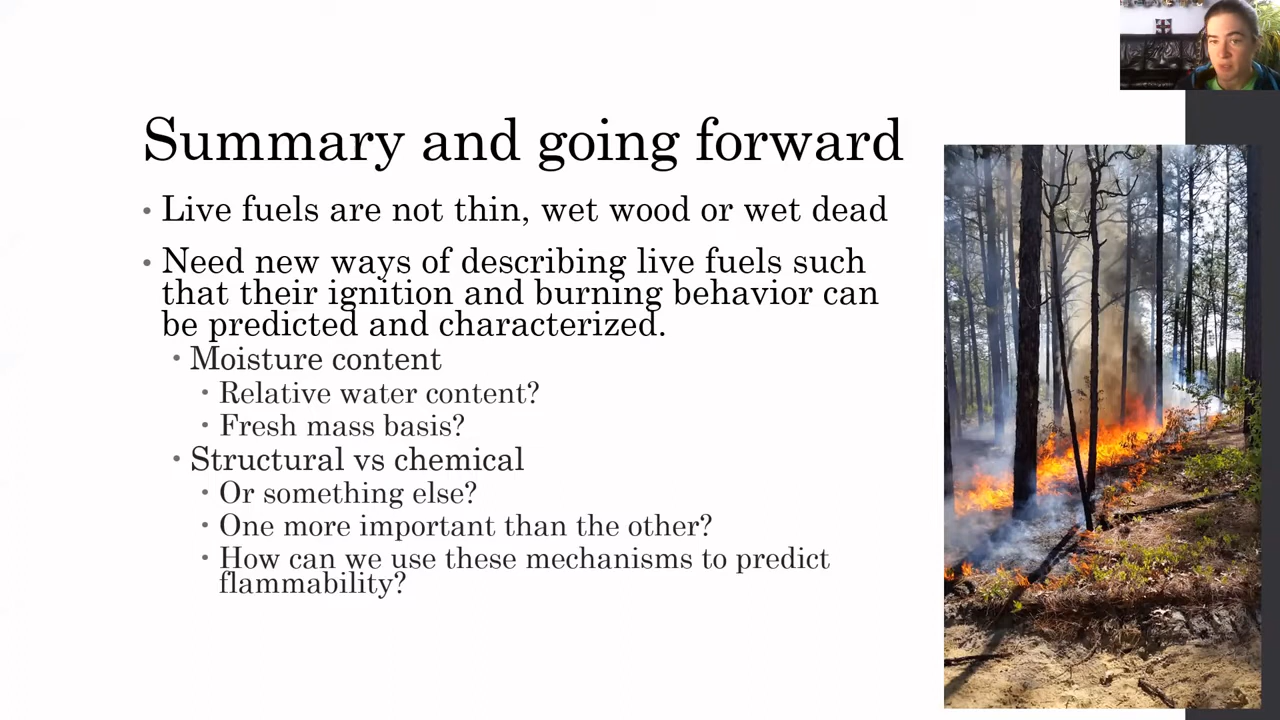 Summary and going forward
• Live fuels are not thin, wet wood or wet dead
• Need new ways of describing live fuels such
that their ignition and burning behavior can
be predicted and characterized.
• Moisture content
• Relative water content?
• Fresh mass basis?
• Structural vs chemical
• Or something else?
• One more important than the other?
• How can we use these mechanisms to predict
flammability?